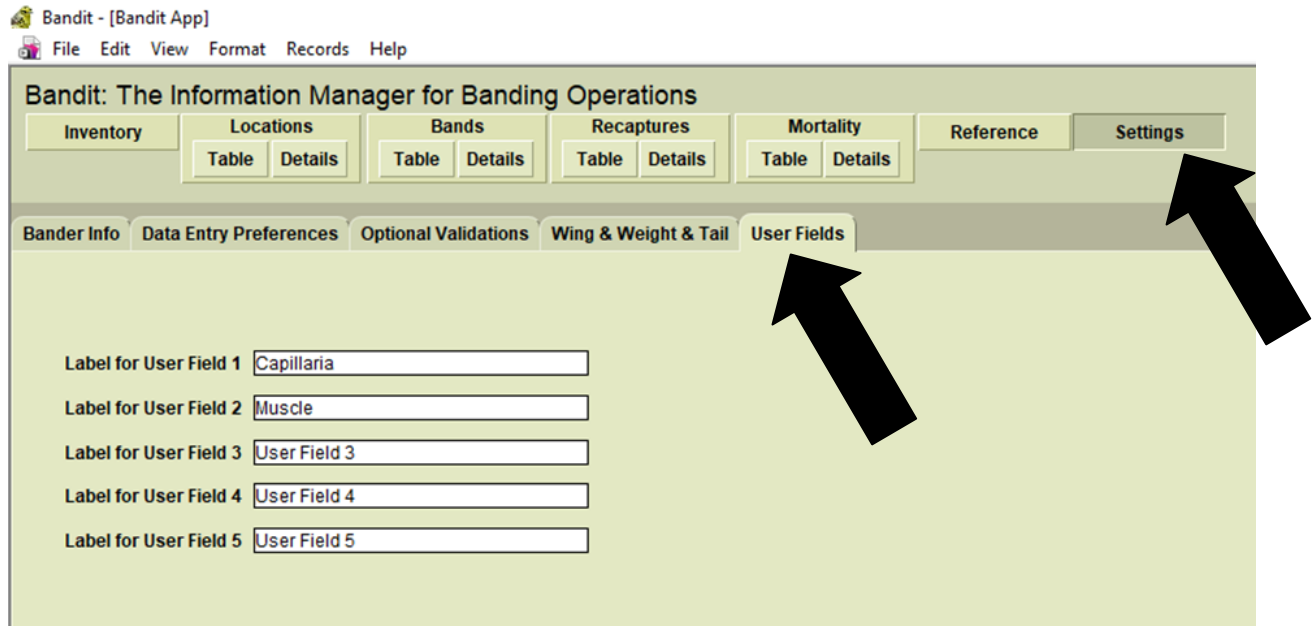 Bandit - [Bandit App]
File Edit View Format Records Help
Bandit: The Information Manager for Banding Operations
Inventory Locations Bands Recaptures Mortality Reference Settings
Table Details Table Details Table Details Table Details
Bander Info Data Entry Preferences Optional Validations Wing & Weight & Tail User Fields
Label for User Field 1 Capillaria
Label for User Field 2 Muscle
Label for User Field 3 User Field 3
Label for User Field 4 User Field 4
Label for User Field 5 User Field 5